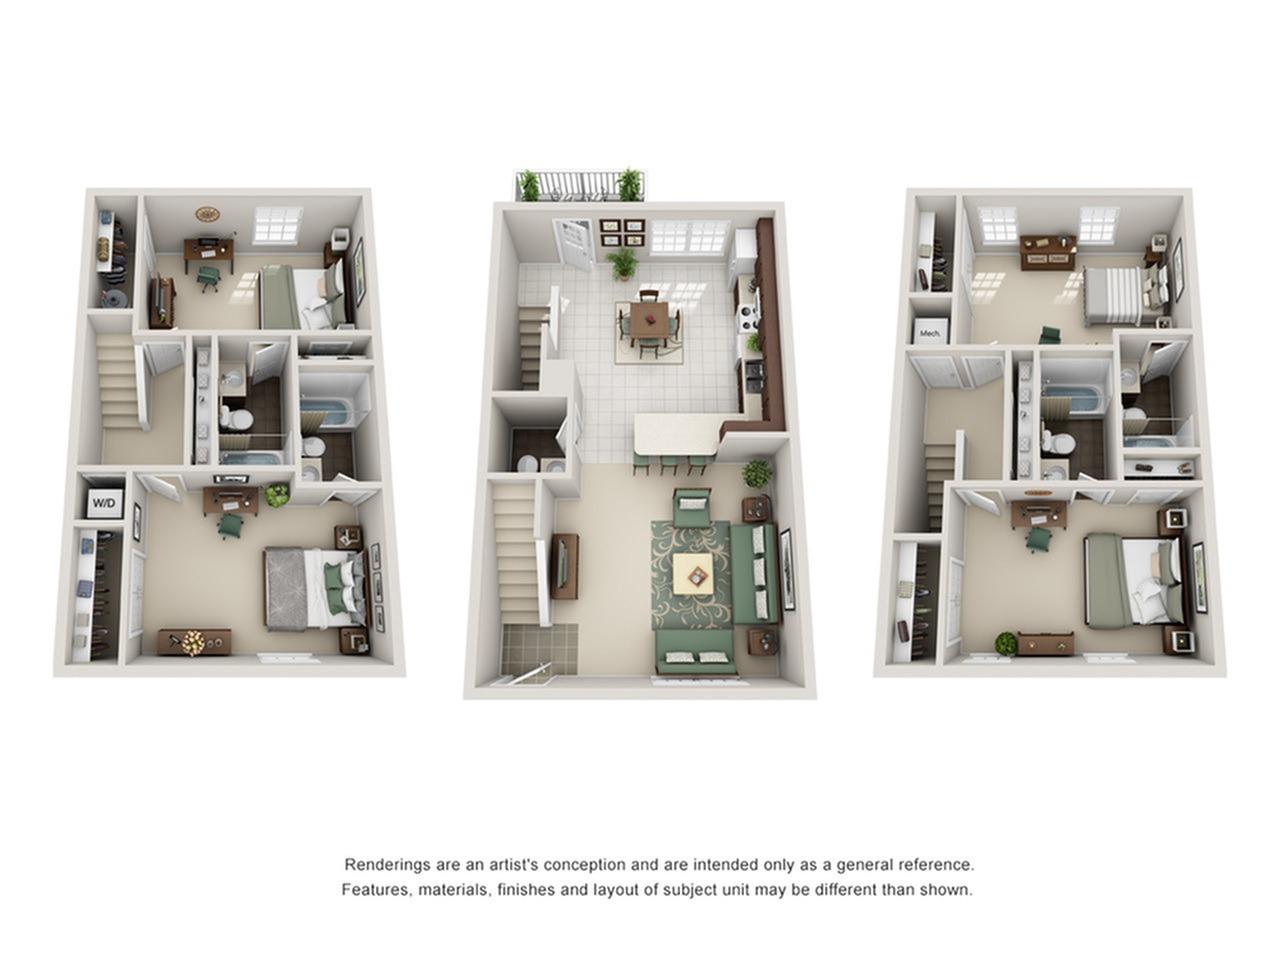 W/D
Mech.
Renderings are an artist's conception and are intended only as a general reference.
Features, materials, finishes and layout of subject unit may be different than shown.